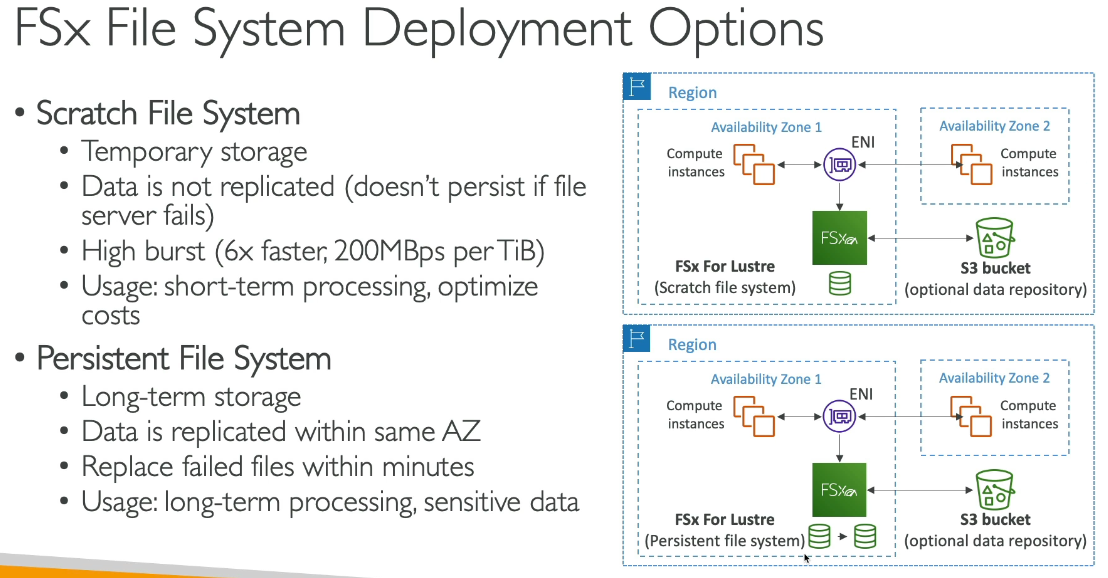 FSx File System Deployment Options
• Scratch File System
• Temporary storage
• Data is not replicated (doesn't persist if file
server fails)
• High burst (6x faster, 200MBps per TiB)
• Usage: short-term processing, optimize
costs
• Persistent File System
• Long-term storage
• Data is replicated within same AZ
• Replace failed files within minutes
• Usage: long-term processing, sensitive data
Region
Availability Zone 1
Availability Zone 2
ENI
Compute
instances
Compute
instances
FSx
FSx For Lustre
(Scratch file system)
S3 bucket
(optional data repository)
Region
Availability Zone 1
Availability Zone 2
ENI
Compute
instances
Compute
instances
FSx
FSx For Lustre
(Persistent file system)
S3 bucket
(optional data repository)